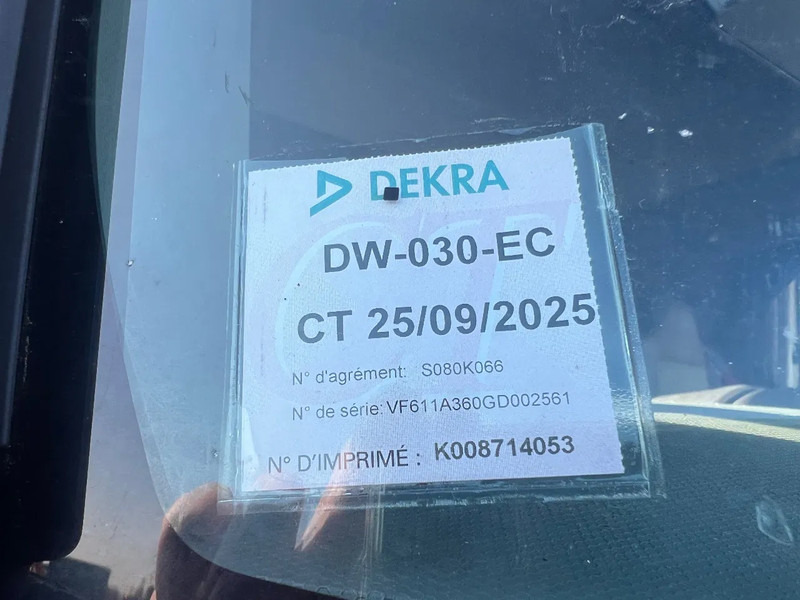 DEKRA
DW-030-EC
CT 25/09/2025
N° d'agrément: S080K066
N° de série: VF611A360GD002561
N° D'IMPRIMÉ : K008714053